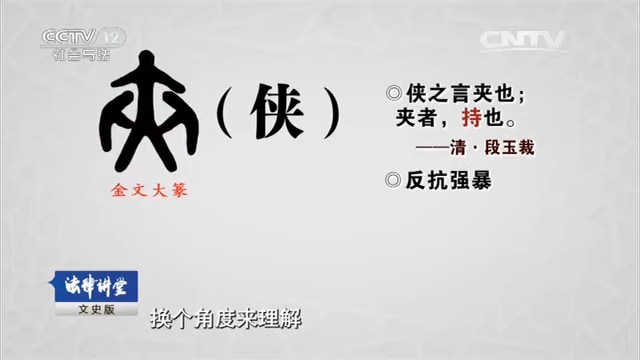 CCTV 12
社会与法
CNTV
(侠)
金文大篆
◎侠之言夹也；
夹者，持也。
——清·段玉裁
◎反抗强暴
法律讲堂
文史版
换个角度来理解